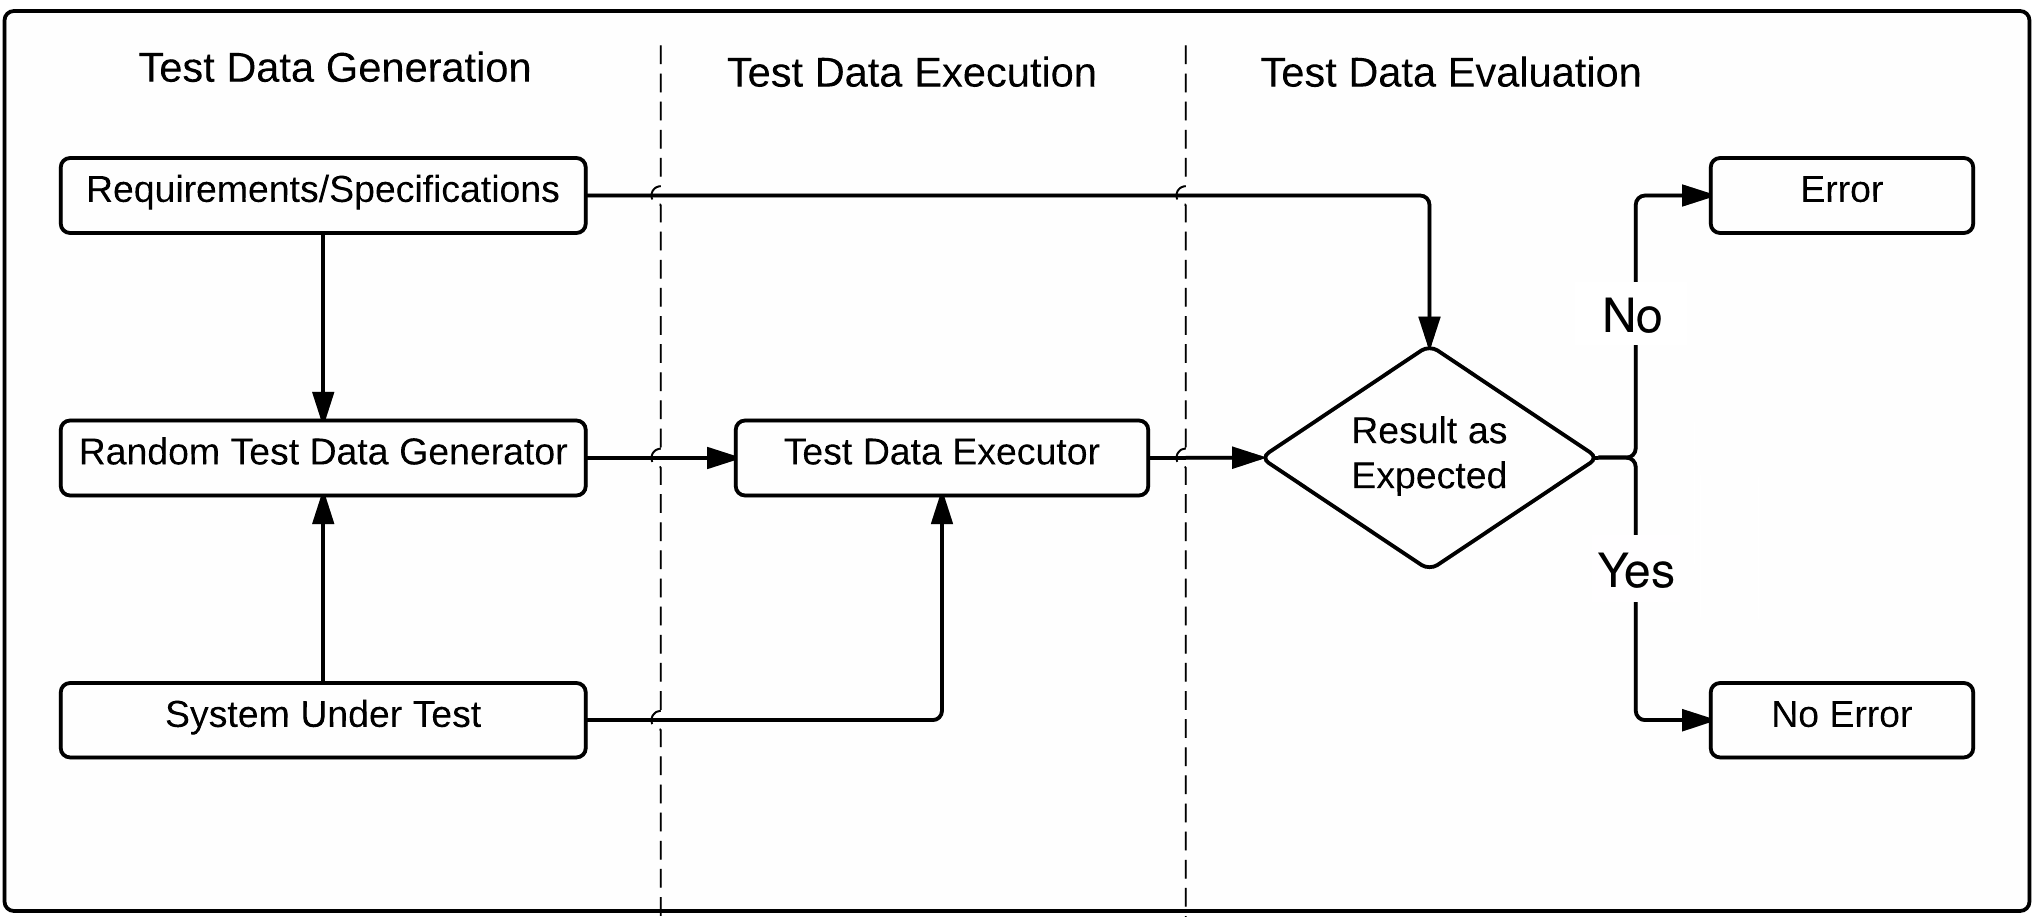 Test Data Generation
Test Data Execution
Test Data Evaluation
Requirements/Specifications
Error
No
Random Test Data Generator
Test Data Executor
Result as
Expected
Yes
System Under Test
No Error